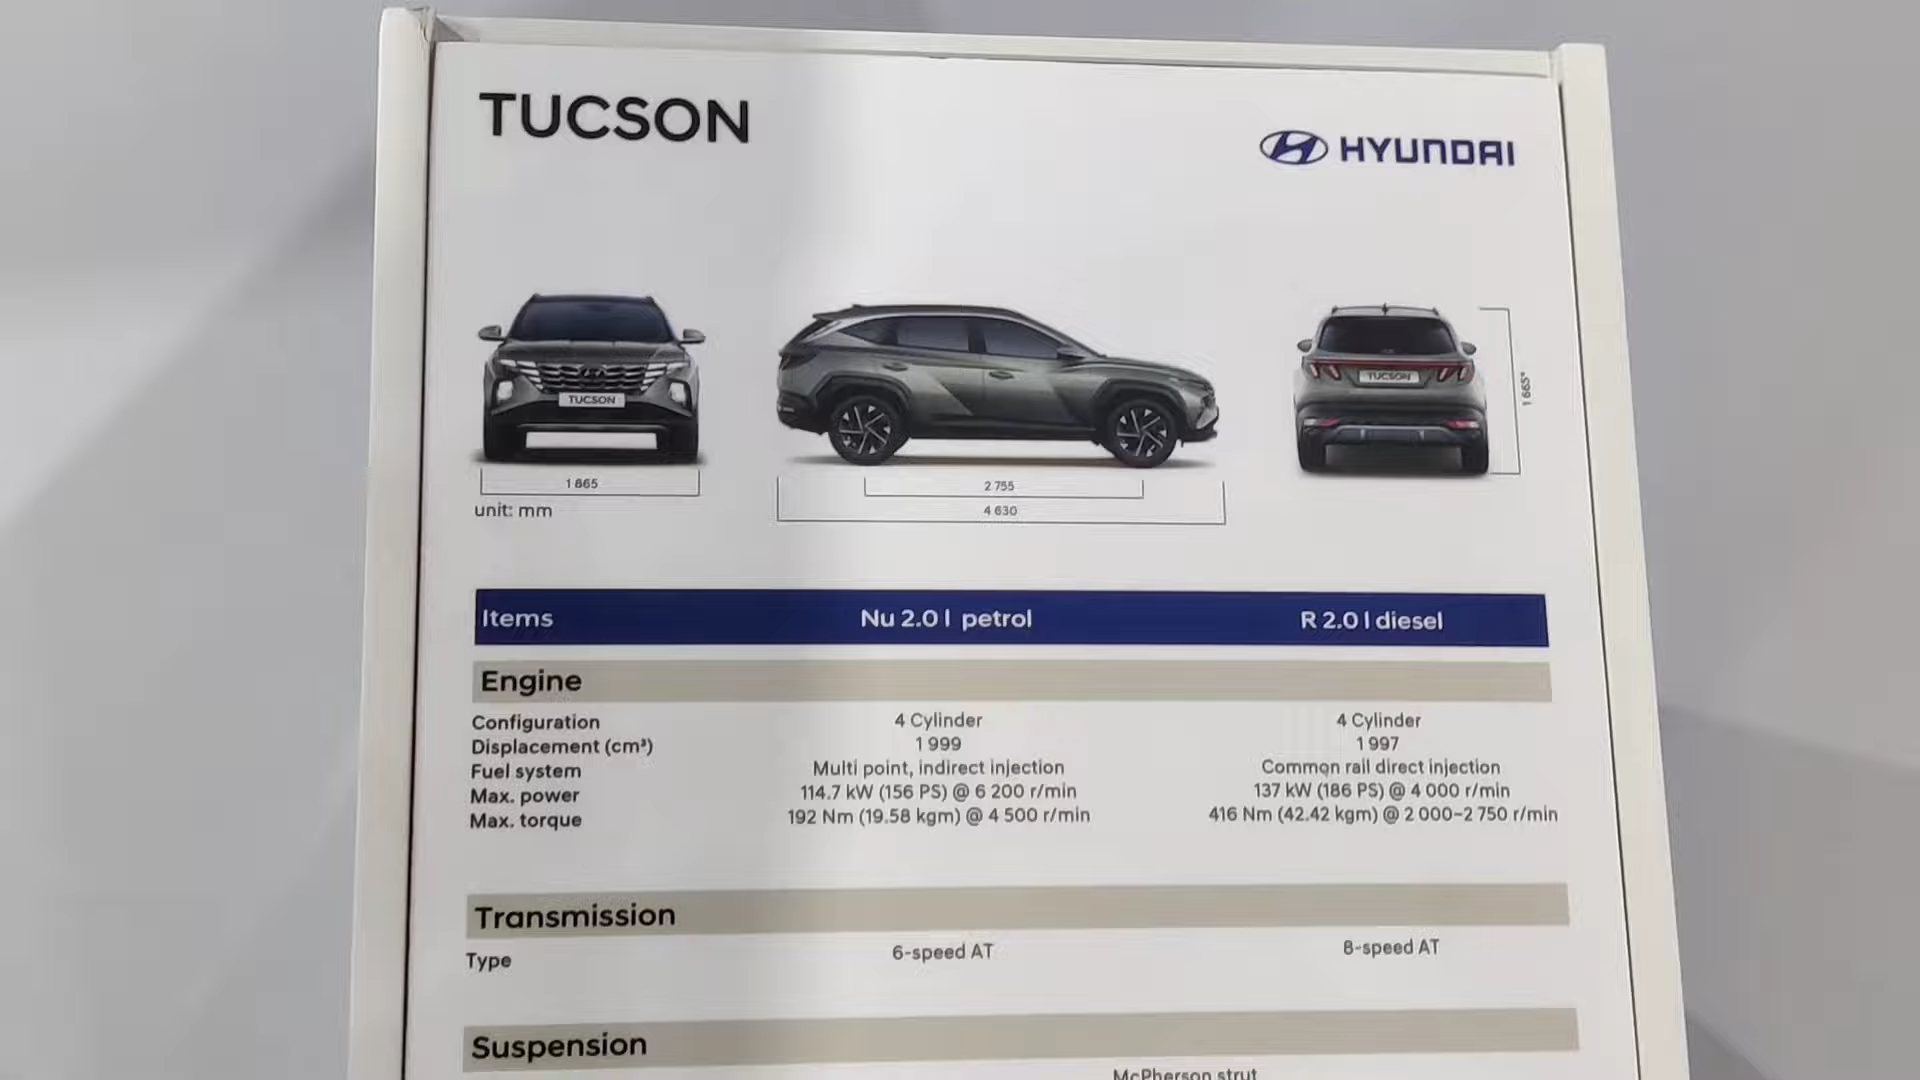 TUCSON
HYUNDAI
TUCSON
TUCSON
1 665*
1 865
2 755
unit: mm
4 630
Items Nu 2.0 l petrol R 2.0 l diesel
Engine
Configuration 4 Cylinder 4 Cylinder
Displacement (cm³) 1 999 1 997
Fuel system Multi point, indirect injection Common rail direct injection
Max. power 114.7 kW (156 PS) @ 6 200 r/min 137 kW (186 PS) @ 4 000 r/min
Max. torque 192 Nm (19.58 kgm) @ 4 500 r/min 416 Nm (42.42 kgm) @ 2 000–2 750 r/min
Transmission
Type 6-speed AT 8-speed AT
Suspension
McPherson strut